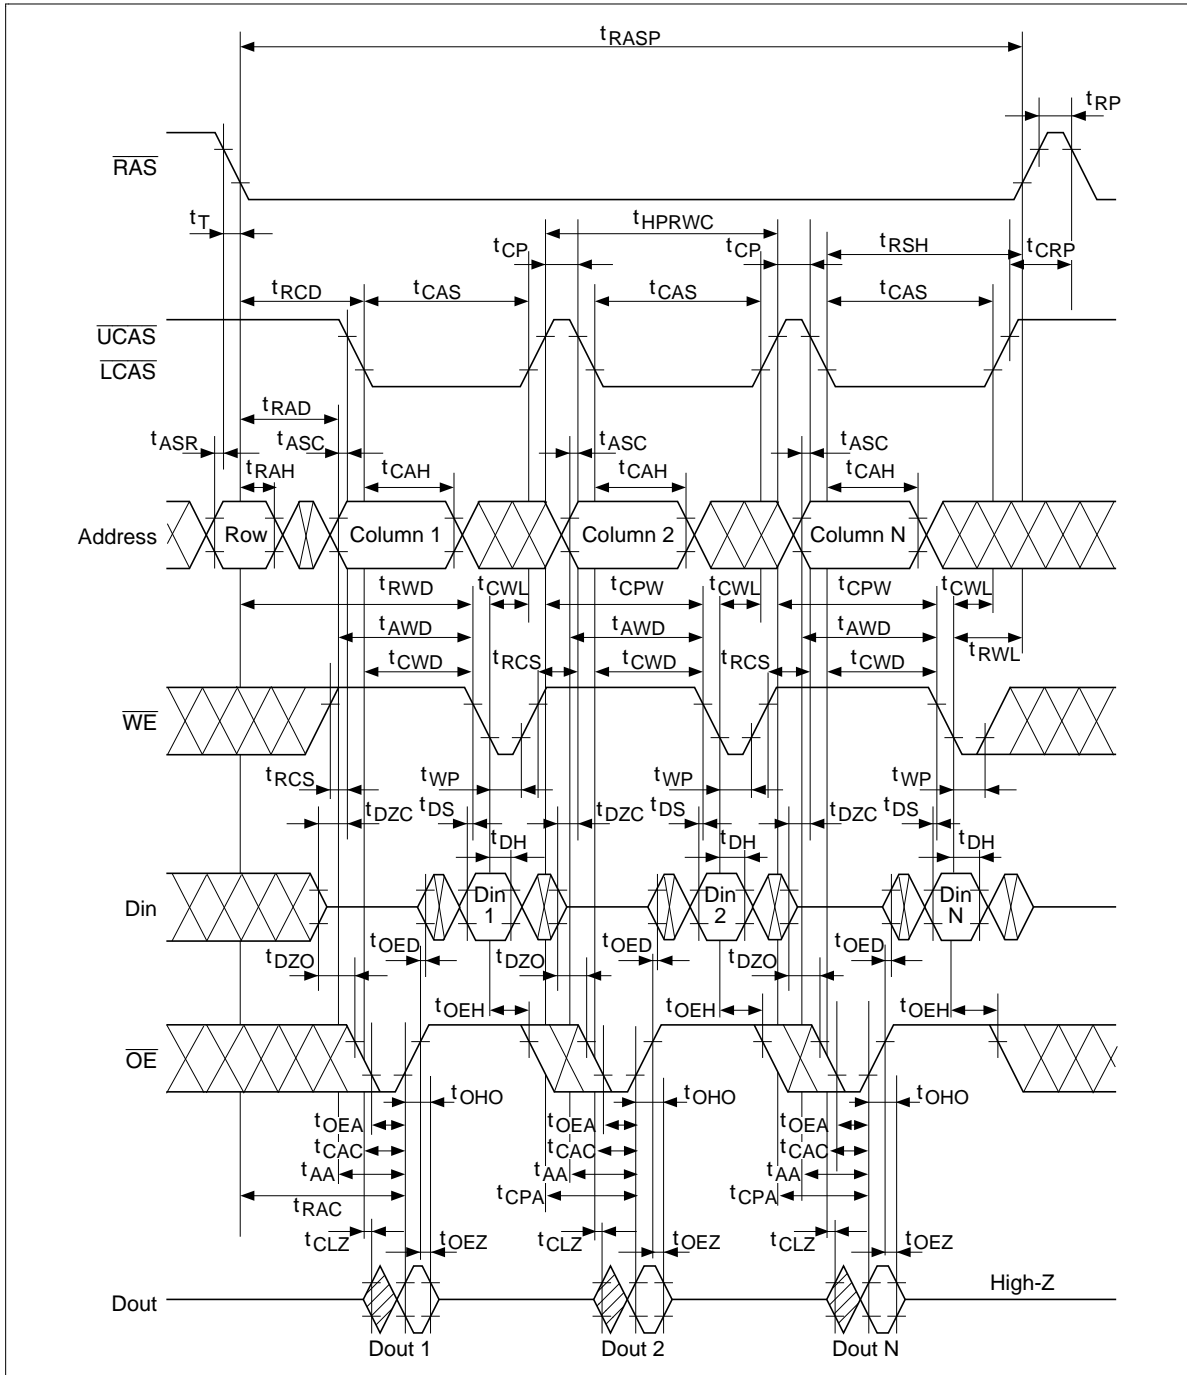 tRASP
tRP
RAS
tT
tHPRWC
tCP tCP tRSH tCRP
tRCD tCAS tCAS tCAS
UCAS
LCAS
tRAD
tASR tASC tASC tASC
tRAH tCAH tCAH tCAH
Address Row Column 1 Column 2 Column N
tRWD tCWL tCPW tCWL tCPW tCWL
tAWD tAWD tAWD
tRWL
tCWD tRCS tCWD tRCS tCWD
WE
tRCS tWP tWP tWP
tDZC tDS tDZC tDS tDZC tDS
tDH tDH tDH
Din Din 1 Din 2 Din N
tOED tOED tOED
tDZO tDZO tDZO
tOEH tOEH tOEH
OE
tOHO tOHO tOHO
tOEA tOEA tOEA
tCAC tCAC tCAC
tAA tAA tAA
tRAC tCPA tCPA
tCLZ tOEZ tCLZ tOEZ tCLZ tOEZ
High-Z
Dout
Dout 1 Dout 2 Dout N